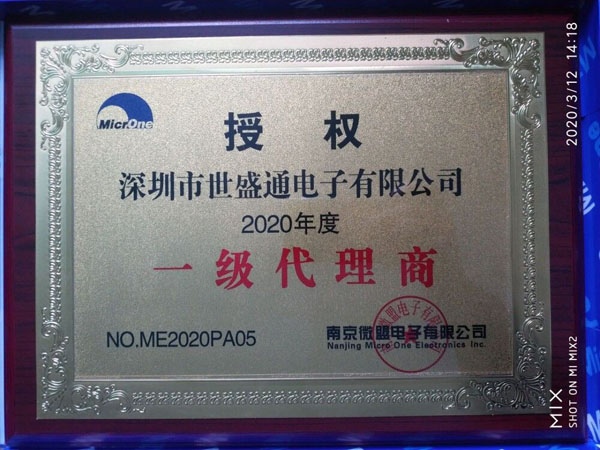 MicrOne
授 权
深圳市世盛通电子有限公司
2020年度
一级代理商
NO.ME2020PA05
南京微盟电子有限公司
Nanjing Micro One Electronics Inc.
2020/3/12 14:18
MIX
SHOT ON MI MIX2